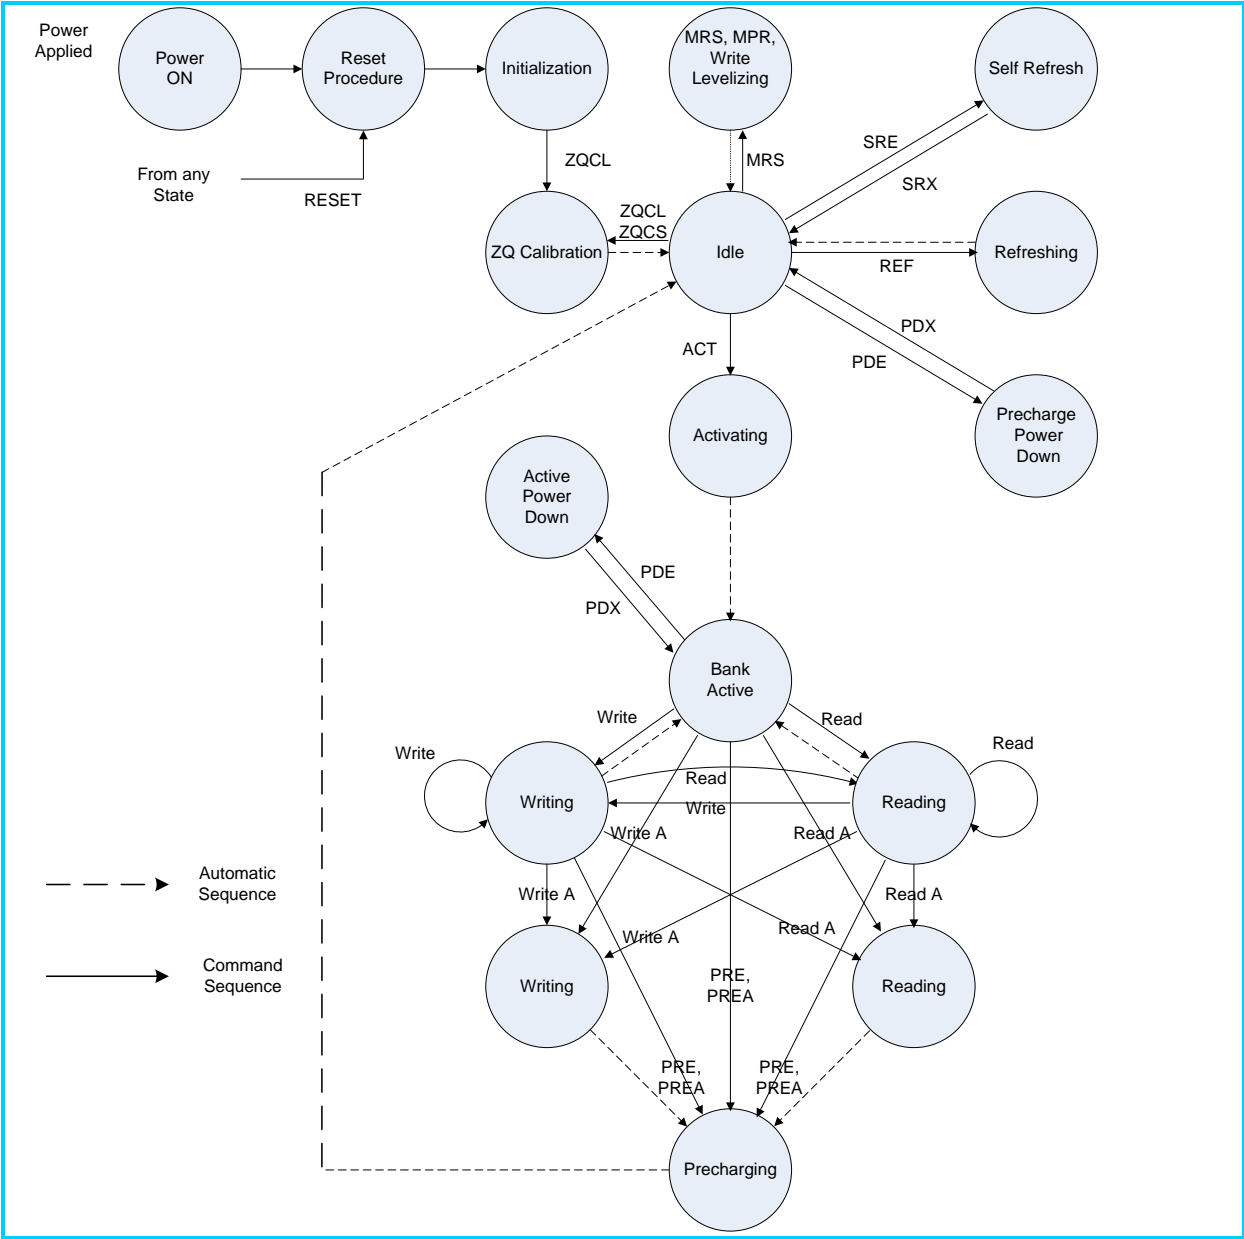 Power
Applied
Power
ON
Reset
Procedure
Initialization
MRS, MPR,
Write
Levelizing
Self Refresh
From any
State
RESET
ZQCL
MRS
SRE
SRX
ZQCL
ZQCS
ZQ Calibration
Idle
REF
Refreshing
ACT
PDX
PDE
Activating
Precharge
Power
Down
Active
Power
Down
PDE
PDX
Bank
Active
Write
Read
Write
Read
Writing
Read
Write
Reading
Write A
Read A
Automatic
Sequence
Write A
Read A
Write A
Read A
Command
Sequence
Writing
PRE,
PREA
Reading
PRE,
PREA
PRE,
PREA
Precharging